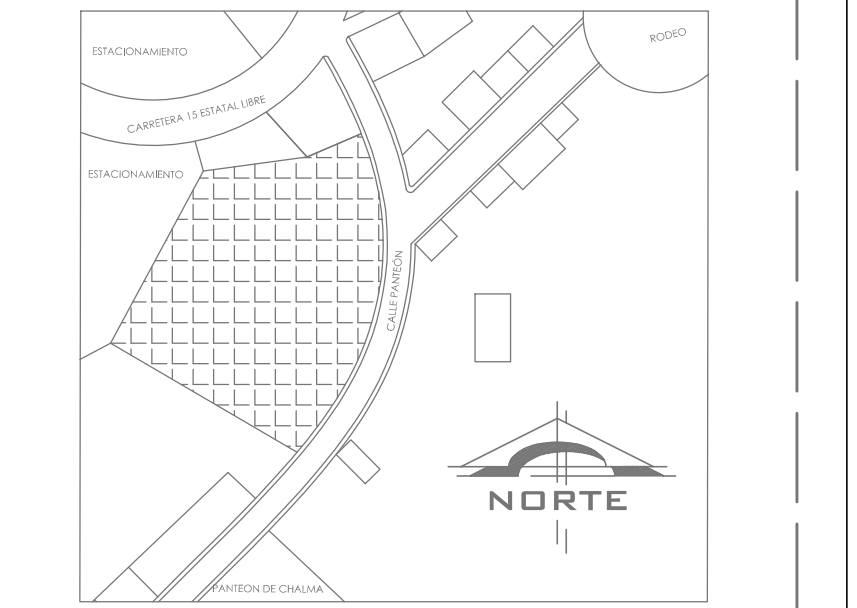 ESTACIONAMIENTO
RODEO
CARRETERA 15 ESTATAL LIBRE
ESTACIONAMIENTO
CALLE PANTEÓN
NORTE
PANTEON DE CHALMA